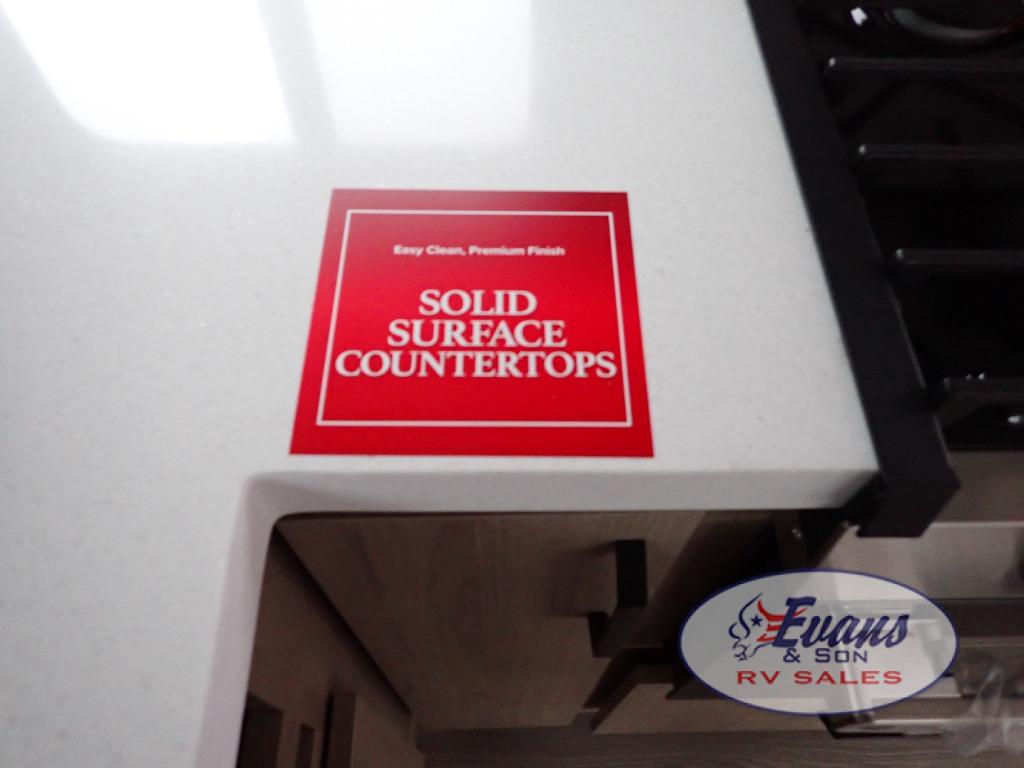 Easy Clean, Premium Finish
SOLID
SURFACE
COUNTERTOPS
Evans
& SON
RV SALES